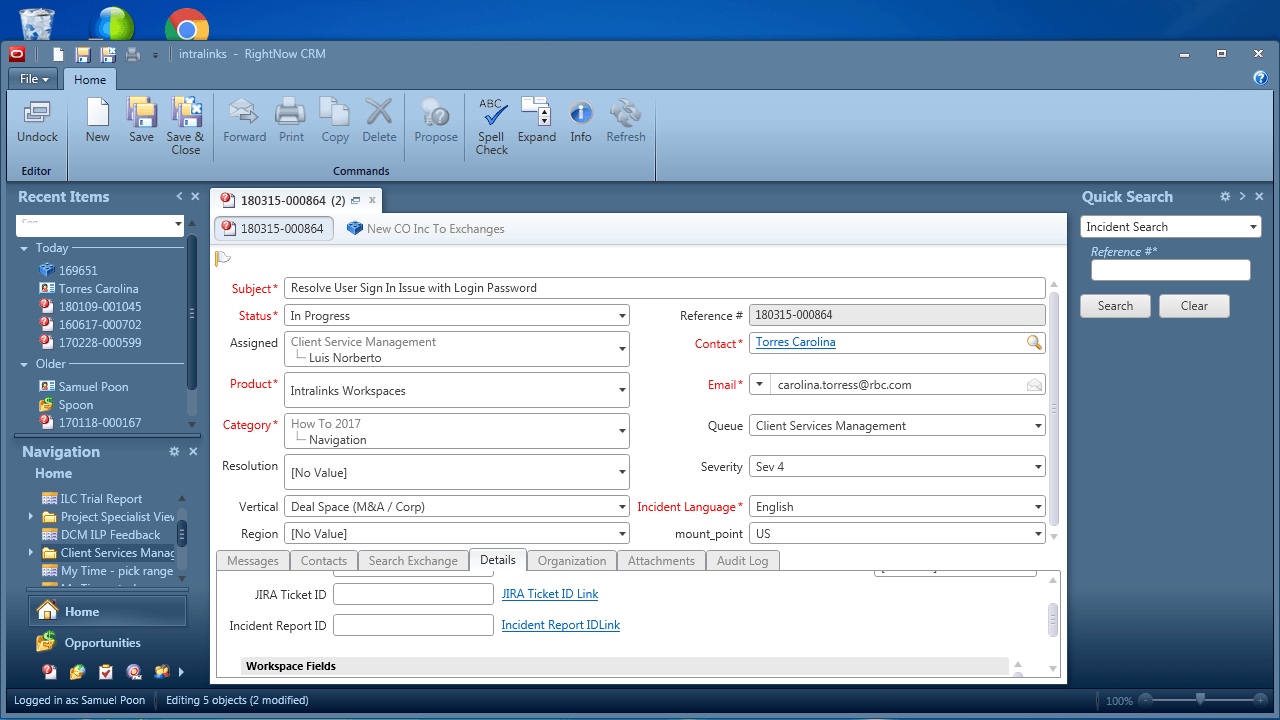 intralinks - RightNow CRM
File
Home
Undock
New
Save
Save & Close
Forward
Print
Copy
Delete
Propose
ABC
Spell Check
Expand
Info
Refresh
Editor
Commands
Recent Items
Today
169651
Torres Carolina
180109-001045
160617-000702
170228-000599
Older
Samuel Poon
Spoon
170118-000167
Navigation
Home
ILC Trial Report
Project Specialist View
DCM ILP Feedback
Client Services Manag
My Time - pick range
Home
Opportunities
180315-000864 (2)
180315-000864
New CO Inc To Exchanges
Subject* Resolve User Sign In Issue with Login Password
Status* In Progress
Reference # 180315-000864
Assigned Client Service Management
Luis Norberto
Contact* Torres Carolina
Product* Intralinks Workspaces
Email* carolina.torress@rbc.com
Category* How To 2017
Navigation
Queue Client Services Management
Resolution [No Value]
Severity Sev 4
Vertical Deal Space (M&A / Corp)
Incident Language* English
Region [No Value]
mount_point US
Messages
Contacts
Search Exchange
Details
Organization
Attachments
Audit Log
JIRA Ticket ID JIRA Ticket ID Link
Incident Report ID Incident Report IDLink
Workspace Fields
Quick Search
Incident Search
Reference #*
Search
Clear
Logged in as: Samuel Poon
Editing 5 objects (2 modified)
100%